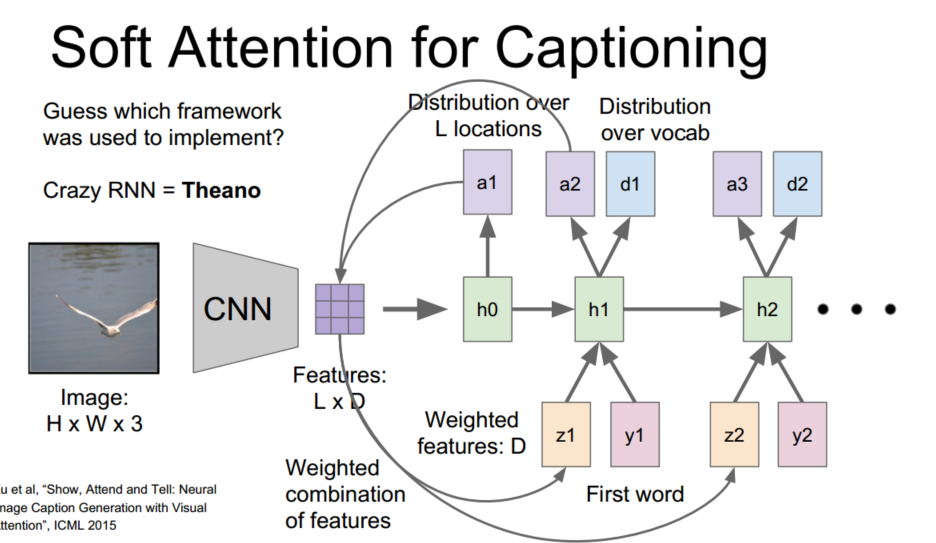 Soft Attention for Captioning
Guess which framework
was used to implement?
Crazy RNN = Theano
Distribution over
L locations
Distribution
over vocab
a1
a2
d1
a3
d2
CNN
h0
h1
h2
Features:
L x D
Image:
H x W x 3
Weighted
features: D
z1
y1
z2
y2
First word
Weighted
combination
of features
u et al, “Show, Attend and Tell: Neural
mage Caption Generation with Visual
ttention”, ICML 2015